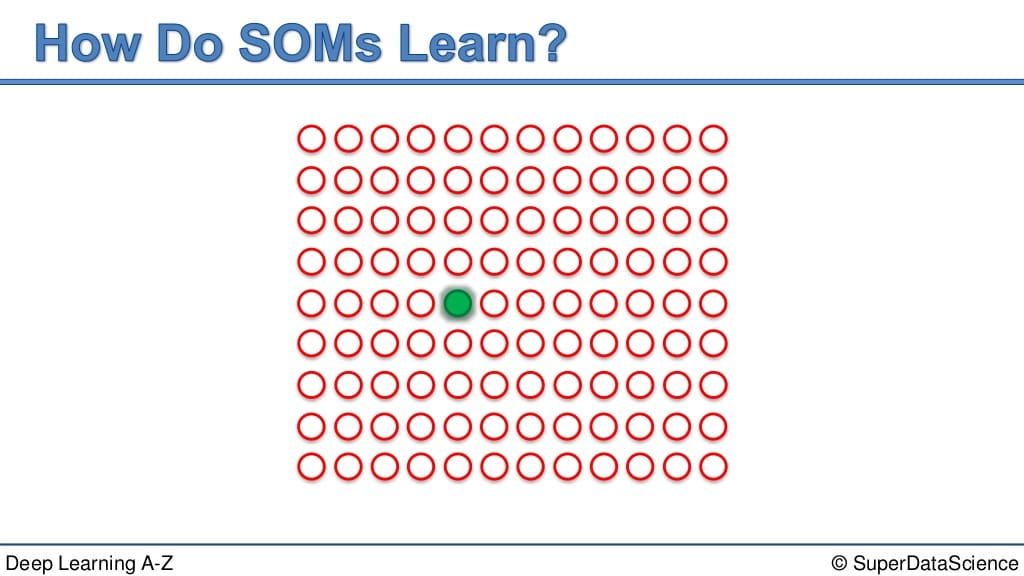 How Do SOMs Learn?
Deep Learning A-Z
© SuperDataScience